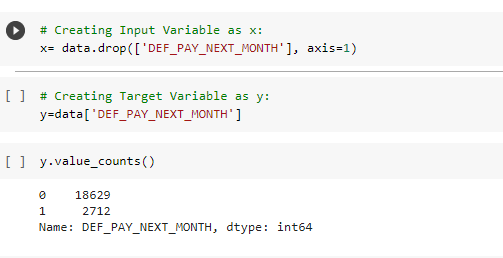 # Creating Input Variable as x:
x= data.drop(['DEF_PAY_NEXT_MONTH'], axis=1)
[ ] # Creating Target Variable as y:
y=data['DEF_PAY_NEXT_MONTH']
[ ] y.value_counts()
0    18629
1     2712
Name: DEF_PAY_NEXT_MONTH, dtype: int64